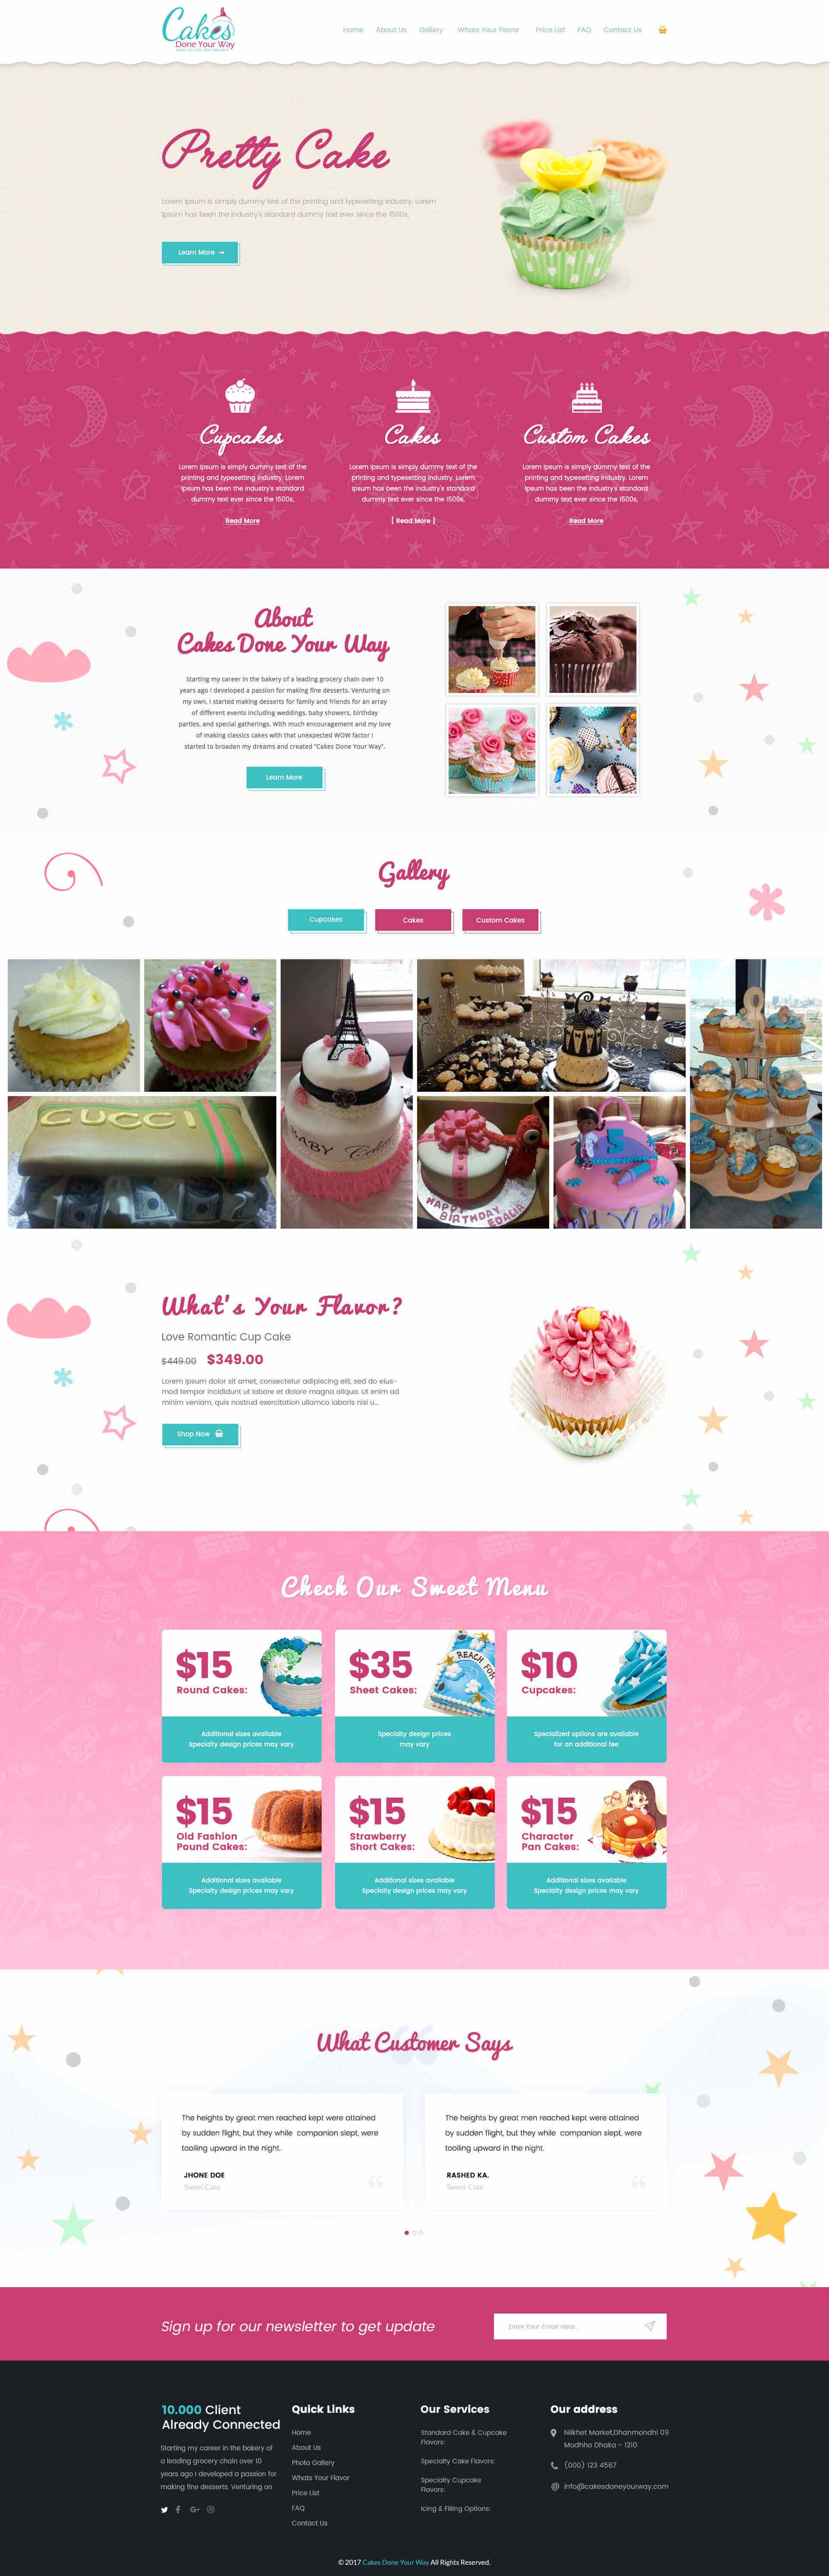 Cakes
Done Your Way
Home About Us Gallery Whats Your Flavor Price List FAQ Contact Us
Pretty Cake
Lorem Ipsum is simply dummy text of the printing and typesetting industry. Lorem
Ipsum has been the industry's standard dummy text ever since the 1500s,
Learn More →
Cupcakes
Lorem Ipsum is simply dummy text of the
printing and typesetting industry. Lorem
Ipsum has been the industry's standard
dummy text ever since the 1500s,
Read More
Cakes
Lorem Ipsum is simply dummy text of the
printing and typesetting industry. Lorem
Ipsum has been the industry's standard
dummy text ever since the 1500s,
[ Read More ]
Custom Cakes
Lorem Ipsum is simply dummy text of the
printing and typesetting industry. Lorem
Ipsum has been the industry's standard
dummy text ever since the 1500s,
Read More
About
Cakes Done Your Way
Starting my career in the bakery of a leading grocery chain over 10
years ago I developed a passion for making fine desserts. Venturing on
my own, I started making desserts for family and friends for an array
of different events including weddings, baby showers, birthday
parties, and special gatherings. With much encouragement and my love
of making classics cakes with that unexpected WOW factor I
started to broaden my dreams and created "Cakes Done Your Way".
Learn More
Gallery
Cupcakes
Cakes
Custom Cakes
GUCCI
BABY
HAPPY
BIRTHDAY
EDALIA
5
What's Your Flavor?
Love Romantic Cup Cake
$449.00 $349.00
Lorem ipsum dolor sit amet, consectetur adipiscing elit, sed do eius-
mod tempor incididunt ut labore et dolore magna aliqua. Ut enim ad
minim veniam, quis nostrud exercitation ullamco laboris nisi u...
Shop Now
Check Our Sweet Menu
$15
Round Cakes:
Additional sizes available
Specialty design prices may vary
$35
Sheet Cakes:
REACH FOR
Specialty design prices
may vary
$10
Cupcakes:
Specialized options are available
for an additional fee
$15
Old Fashion
Pound Cakes:
Additional sizes available
Specialty design prices may vary
$15
Strawberry
Short Cakes:
Additional sizes available
Specialty design prices may vary
$15
Character
Pan Cakes:
Additional sizes available
Specialty design prices may vary
What Customer Says
The heights by great men reached kept were attained
by sudden flight, but they while companion slept, were
tooiling upward in the night.
JHONE DOE
Sweet Cake
The heights by great men reached kept were attained
by sudden flight, but they while companion slept, were
tooiling upward in the night.
RASHED KA.
Sweet Cake
Sign up for our newsletter to get update
Enter Your Email Here..
10.000 Client
Already Connected
Starting my career in the bakery of
a leading grocery chain over 10
years ago I developed a passion for
making fine desserts. Venturing on
Quick Links
Home
About Us
Photo Gallery
Whats Your Flavor
Price List
FAQ
Contact Us
Our Services
Standard Cake & Cupcake
Flavors:
Specialty Cake Flavors:
Specialty Cupcake
Flavors:
Icing & Filling Options:
Our address
Nilkhet Market,Dhanmondhi 09
Modhho Dhaka - 1210
(000) 123 4567
info@cakesdoneyourway.com
© 2017 Cakes Done Your Way All Rights Reserved.